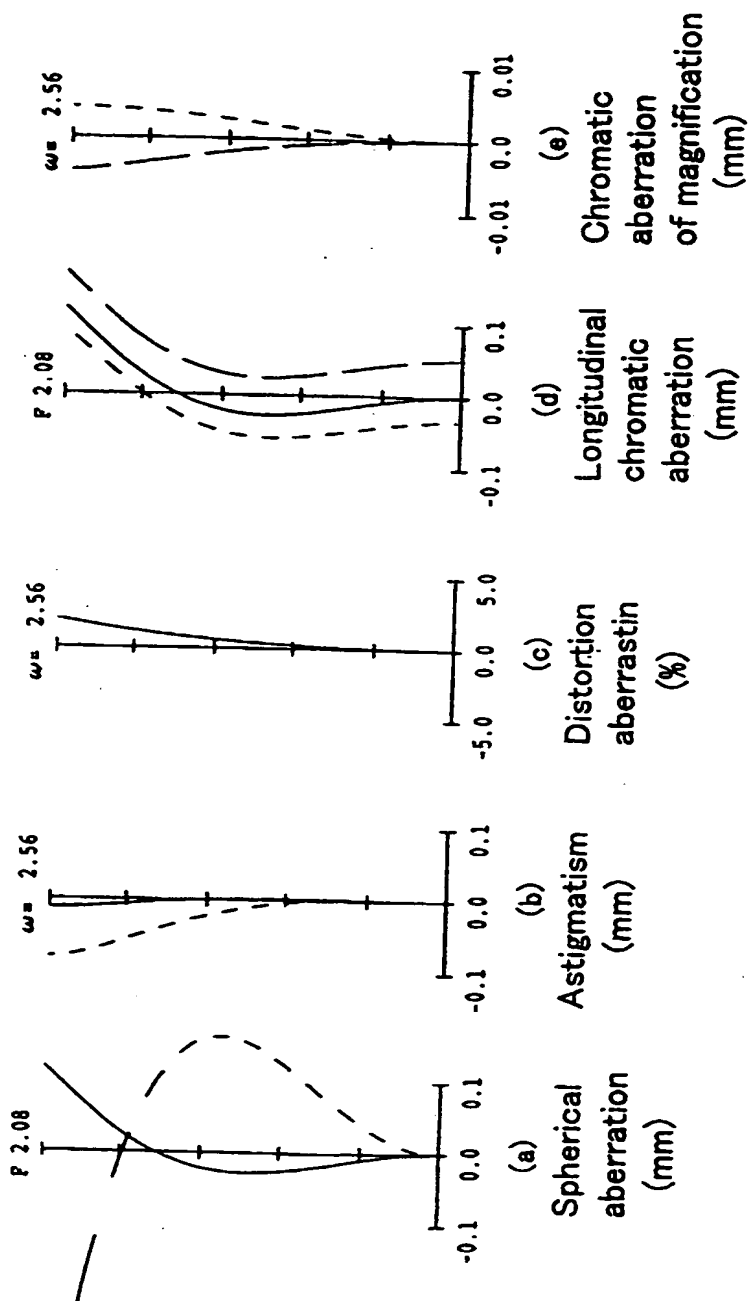 F 2.08
-0.1 0.0 0.1
(a)
Spherical
aberration
(mm)
ω= 2.56
-0.1 0.0 0.1
(b)
Astigmatism
(mm)
ω= 2.56
-5.0 0.0 5.0
(c)
Distortion
aberrastin
(%)
F 2.08
-0.1 0.0 0.1
(d)
Longitudinal
chromatic
aberration
(mm)
ω= 2.56
-0.01 0.0 0.01
(e)
Chromatic
aberration
of magnification
(mm)